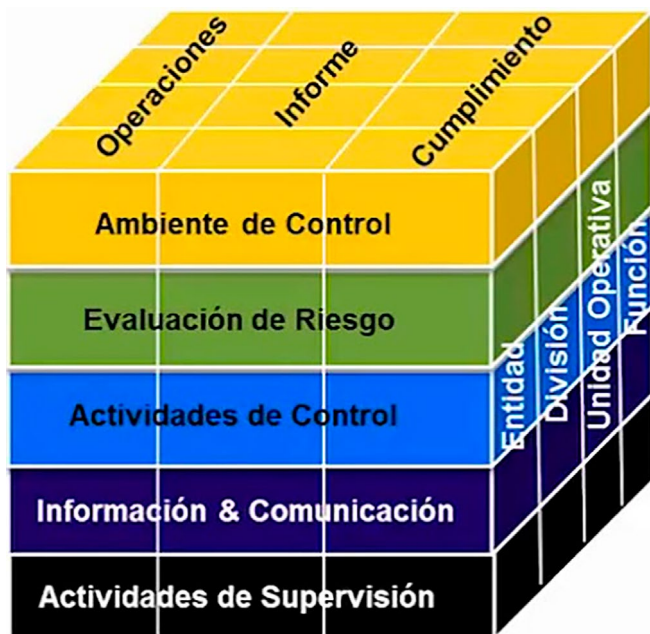 Operaciones
Informe
Cumplimiento
Ambiente de Control
Evaluación de Riesgo
Actividades de Control
Información & Comunicación
Actividades de Supervisión
Entidad
División
Unidad Operativa
Función